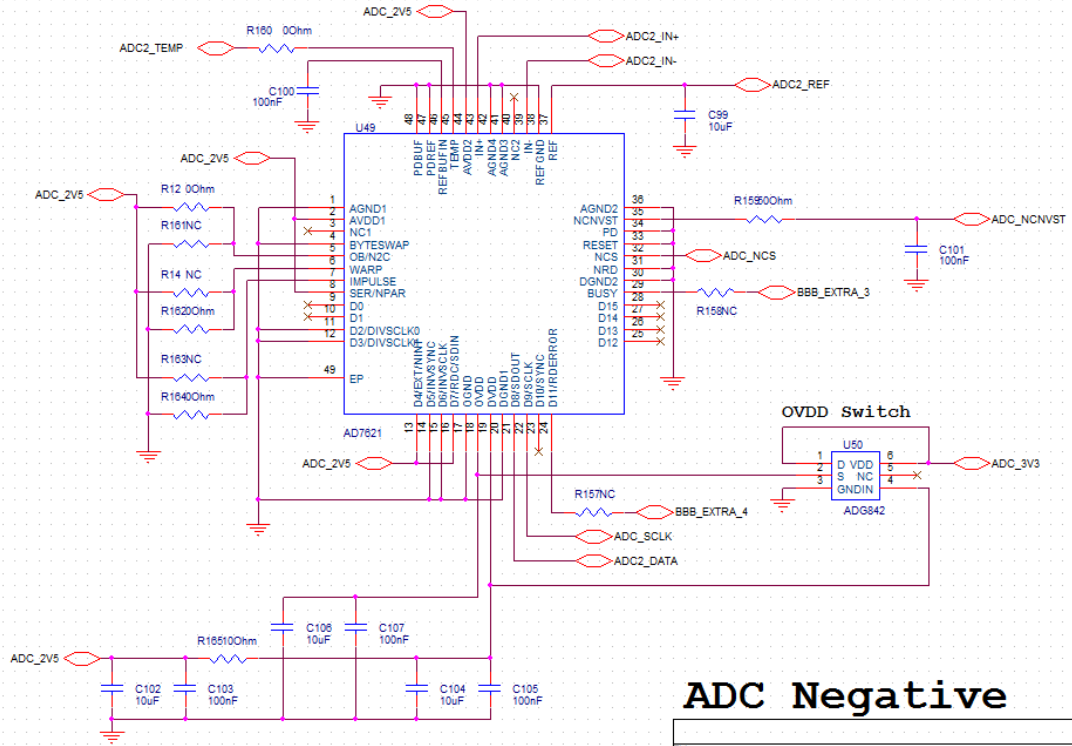 ADC_2V5
R160 0Ohm
ADC2_TEMP
ADC2_IN+
ADC2_IN-
C100
100nF
ADC2_REF
C99
10uF
U49
48 47 46 45 44 43 42 41 40 39 38 37
PDBUF PDREF REFBUFIN TEMP AVDD2 IN+ AGND4 AGND3 NC2 IN- REFGND REF
ADC_2V5
ADC_2V5
R12 0Ohm
R161NC
R14 NC
R1620Ohm
R163NC
R1640Ohm
1 AGND1
2 AVDD1
3 NC1
4 BYTESWAP
5 OB/N2C
6 WARP
7 IMPULSE
8 SER/NPAR
9 D0
10 D1
11 D2/DIVSCLK0
12 D3/DIVSCLK1
49 EP
AGND2 36
NCNVST 35
PD 34
RESET 33
NCS 32
NRD 31
DGND2 30
BUSY 29
D15 28
D14 27
D13 26
D12 25
ADC_NCNVST
C101
100nF
ADC_NCS
BBB_EXTRA_3
R158NC
D4/EXT/NINT D5/INVSYNC D6/INVSCLK D7/RDC/SDIN OGND OVDD DVDD DGND1 D8/SDOUT D9/SCLK D10/SYNC D11/RDERROR
13 14 15 16 17 18 19 20 21 22 23 24
AD7621
ADC_2V5
OVDD Switch
U50
1 D VDD 6
2 S NC 5
3 GNDIN 4
ADG842
ADC_3V3
R157NC
BBB_EXTRA_4
ADC_SCLK
ADC2_DATA
C106
10uF
C107
100nF
R16510Ohm
ADC_2V5
C102
10uF
C103
100nF
C104
10uF
C105
100nF
ADC Negative